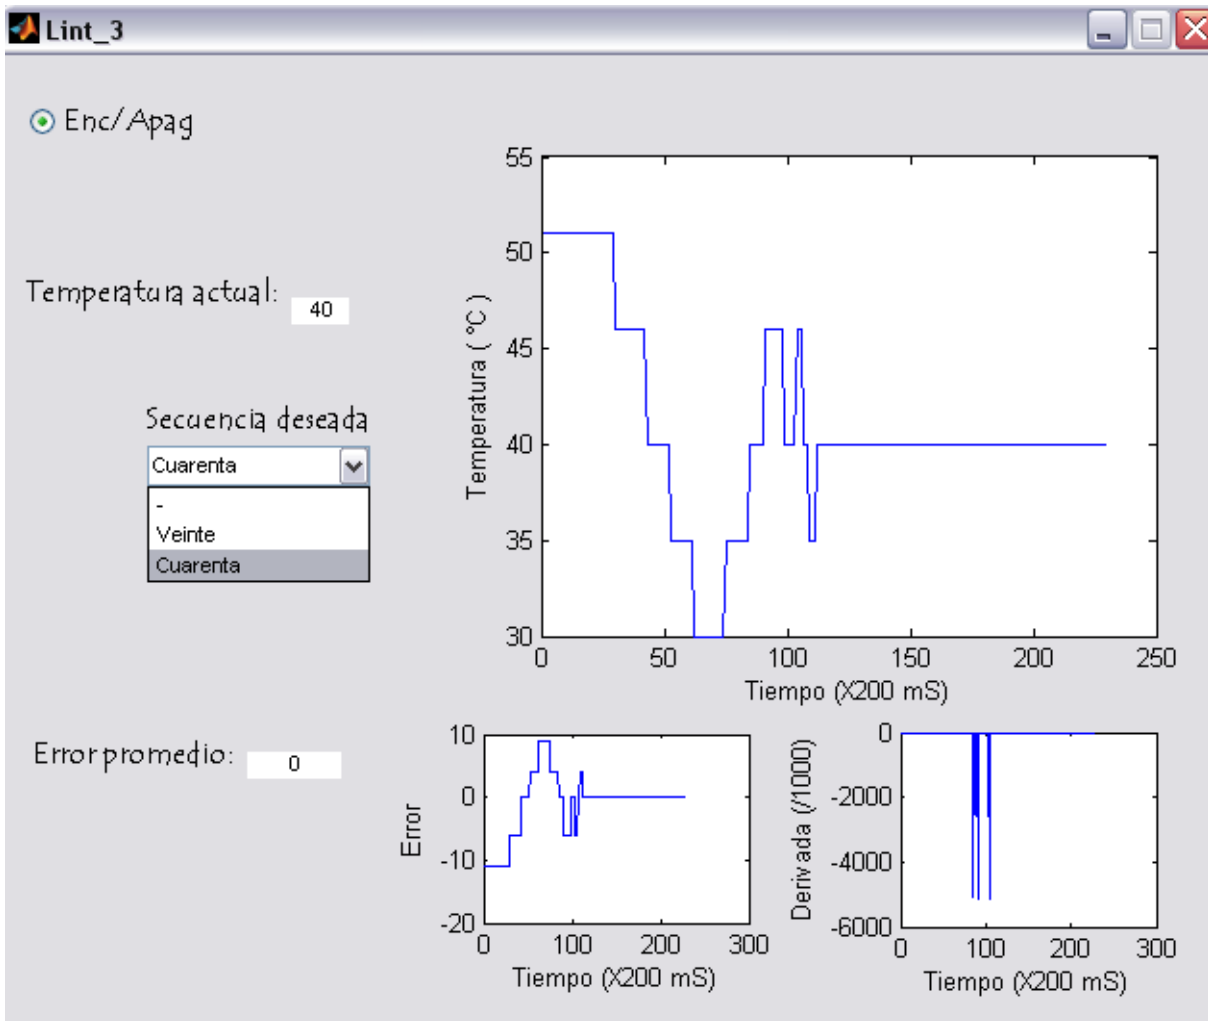 Lint_3
Enc/Apag
Temperatura actual: 40
Secuencia deseada
Cuarenta
-
Veinte
Cuarenta
Error promedio: 0
55
50
45
40
35
30
Temperatura ( °C )
0 50 100 150 200 250
Tiempo (X200 mS)
10
0
-10
-20
Error
0 100 200 300
Tiempo (X200 mS)
0
-2000
-4000
-6000
Derivada (/1000)
0 100 200 300
Tiempo (X200 mS)